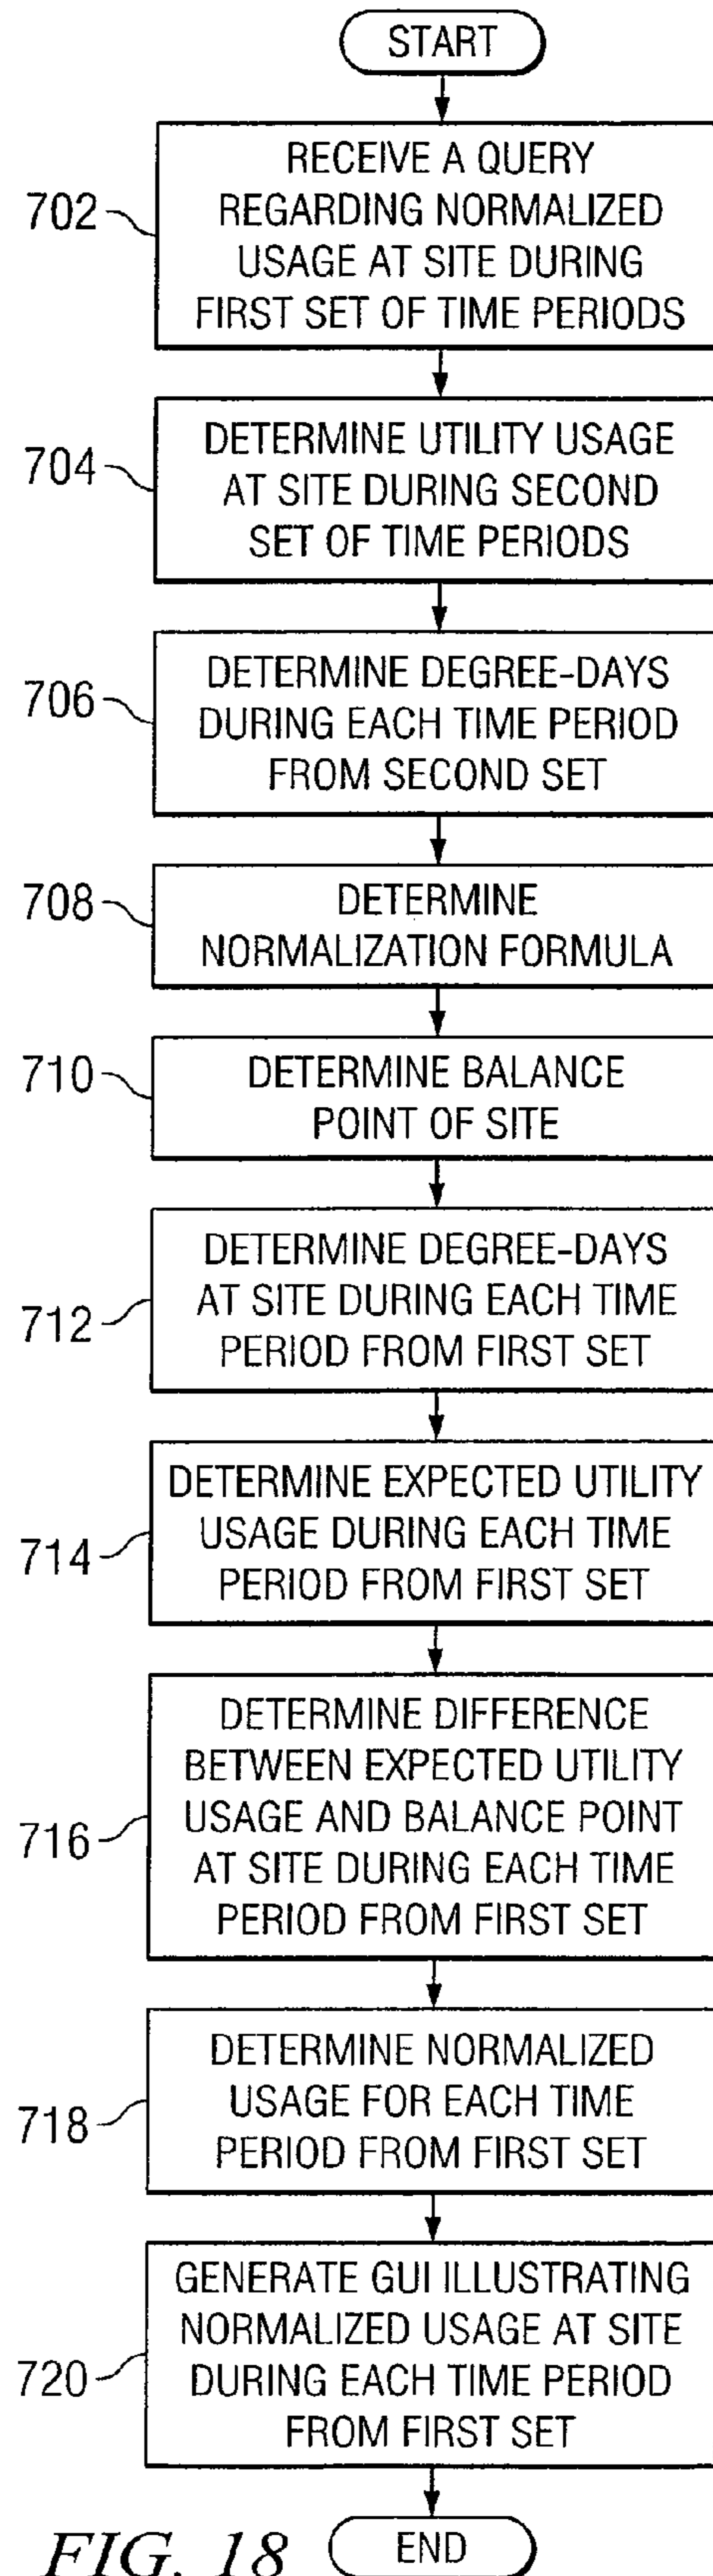 START
702
RECEIVE A QUERY
REGARDING NORMALIZED
USAGE AT SITE DURING
FIRST SET OF TIME PERIODS
704
DETERMINE UTILITY USAGE
AT SITE DURING SECOND
SET OF TIME PERIODS
706
DETERMINE DEGREE-DAYS
DURING EACH TIME PERIOD
FROM SECOND SET
708
DETERMINE
NORMALIZATION FORMULA
710
DETERMINE BALANCE
POINT OF SITE
712
DETERMINE DEGREE-DAYS
AT SITE DURING EACH TIME
PERIOD FROM FIRST SET
714
DETERMINE EXPECTED UTILITY
USAGE DURING EACH TIME
PERIOD FROM FIRST SET
716
DETERMINE DIFFERENCE
BETWEEN EXPECTED UTILITY
USAGE AND BALANCE POINT
AT SITE DURING EACH TIME
PERIOD FROM FIRST SET
718
DETERMINE NORMALIZED
USAGE FOR EACH TIME
PERIOD FROM FIRST SET
720
GENERATE GUI ILLUSTRATING
NORMALIZED USAGE AT SITE
DURING EACH TIME PERIOD
FROM FIRST SET
FIG. 18
END